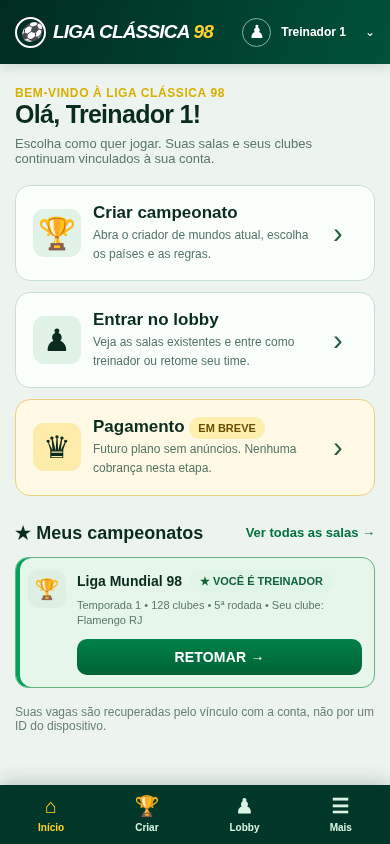 LIGA CLÁSSICA 98
Treinador 1
BEM-VINDO À LIGA CLÁSSICA 98
Olá, Treinador 1!
Escolha como quer jogar. Suas salas e seus clubes
continuam vinculados à sua conta.
Criar campeonato
Abra o criador de mundos atual, escolha
os países e as regras.
Entrar no lobby
Veja as salas existentes e entre como
treinador ou retome seu time.
Pagamento EM BREVE
Futuro plano sem anúncios. Nenhuma
cobrança nesta etapa.
★ Meus campeonatos
Ver todas as salas →
Liga Mundial 98 ★ VOCÊ É TREINADOR
Temporada 1 • 128 clubes • 5ª rodada • Seu clube:
Flamengo RJ
RETOMAR →
Suas vagas são recuperadas pelo vínculo com a conta, não por um
ID do dispositivo.
Início
Criar
Lobby
Mais